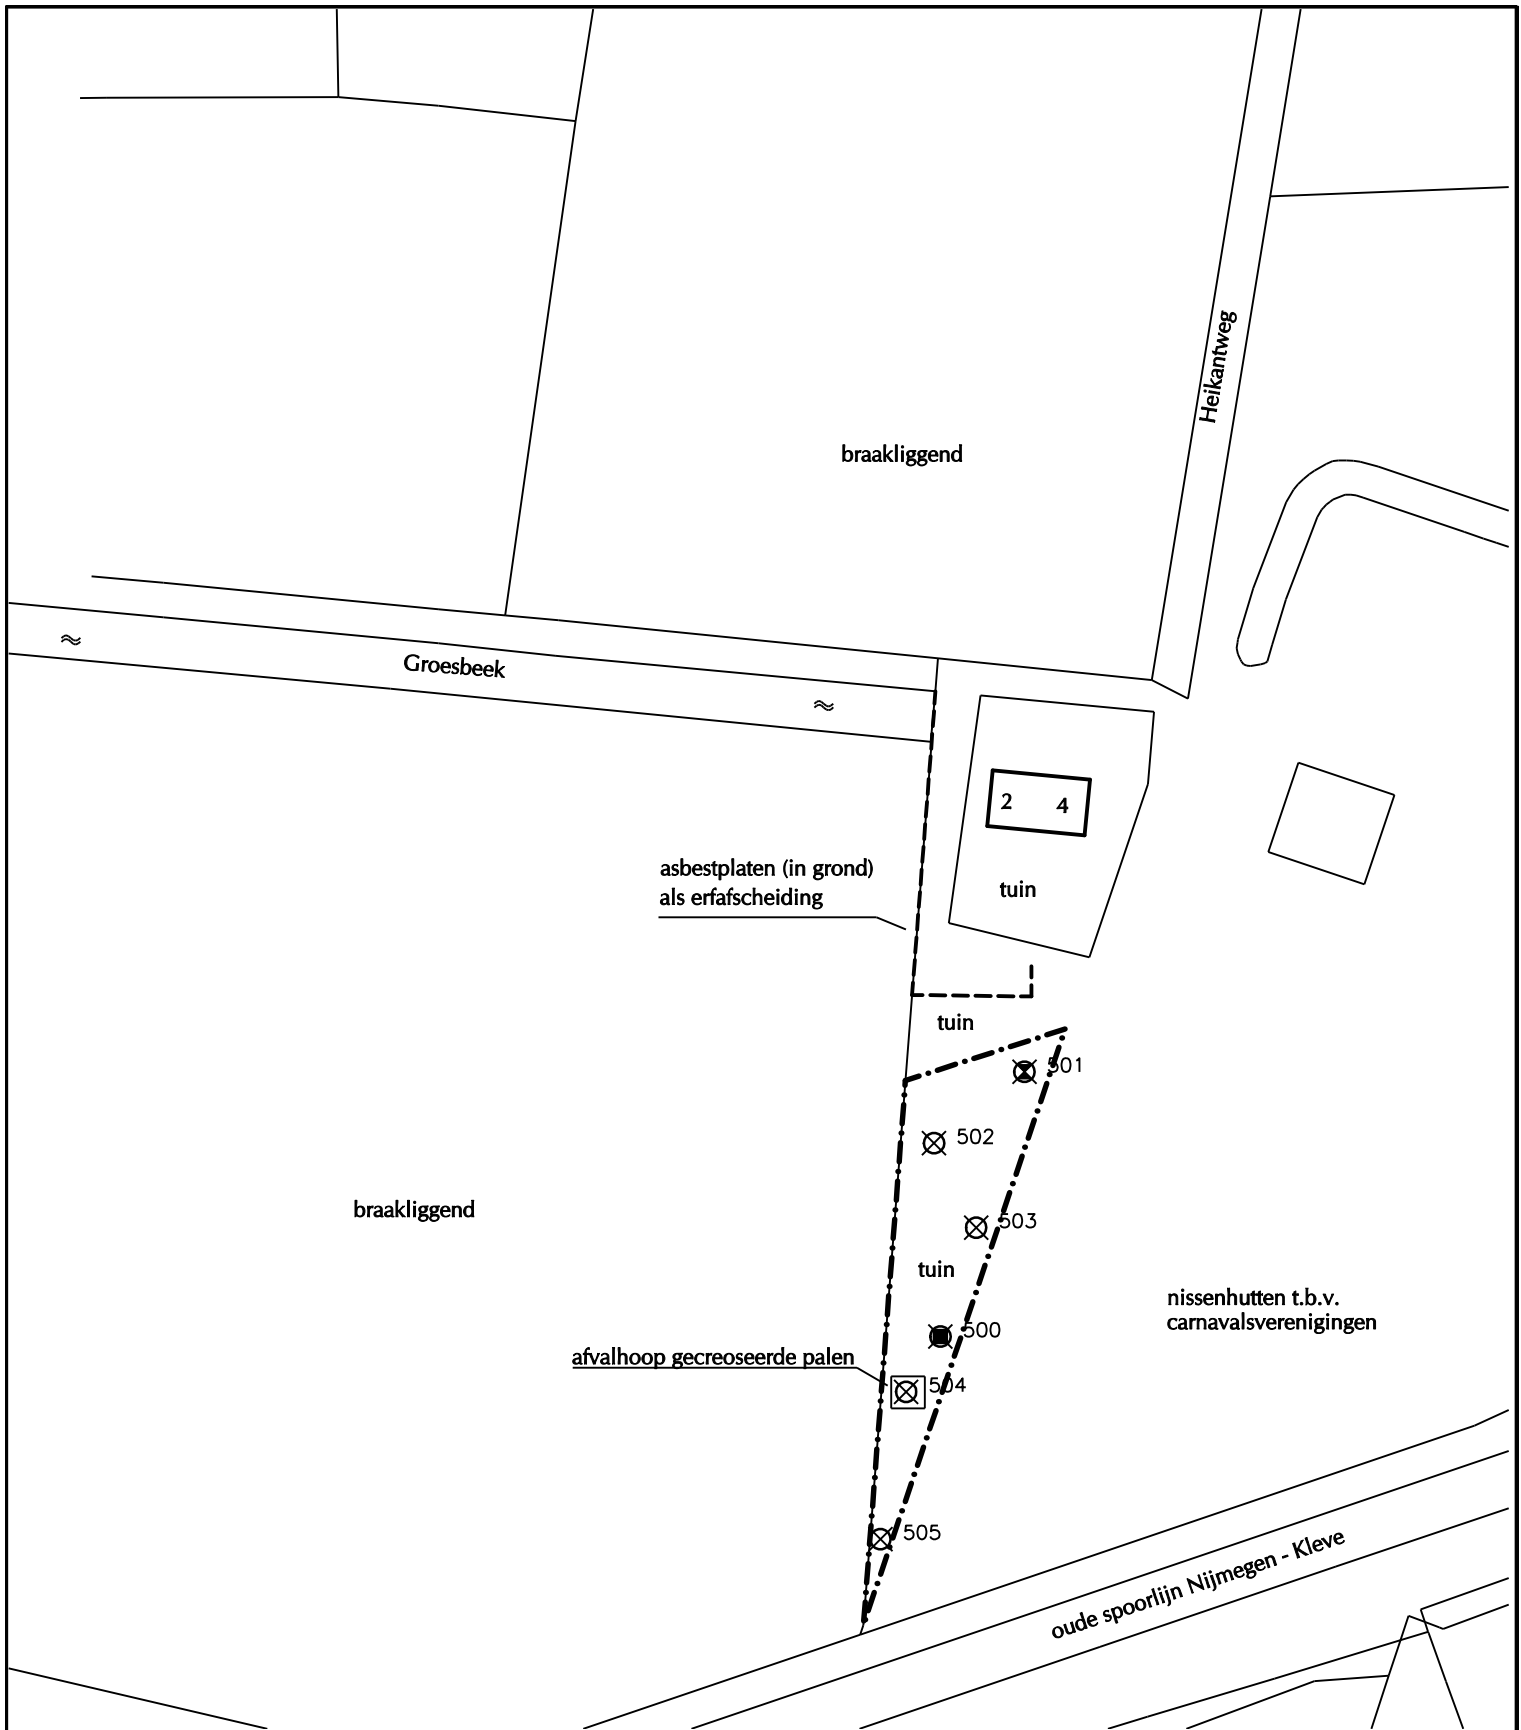 Heikantweg
braakliggend
Groesbeek
2 4
asbestplaten (in grond)
als erfafscheiding
tuin
tuin
501
502
braakliggend
503
tuin
nissenhutten t.b.v.
carnavalsverenigingen
500
afvalhoop gecreoseerde palen
504
505
oude spoorlijn Nijmegen - Kleve